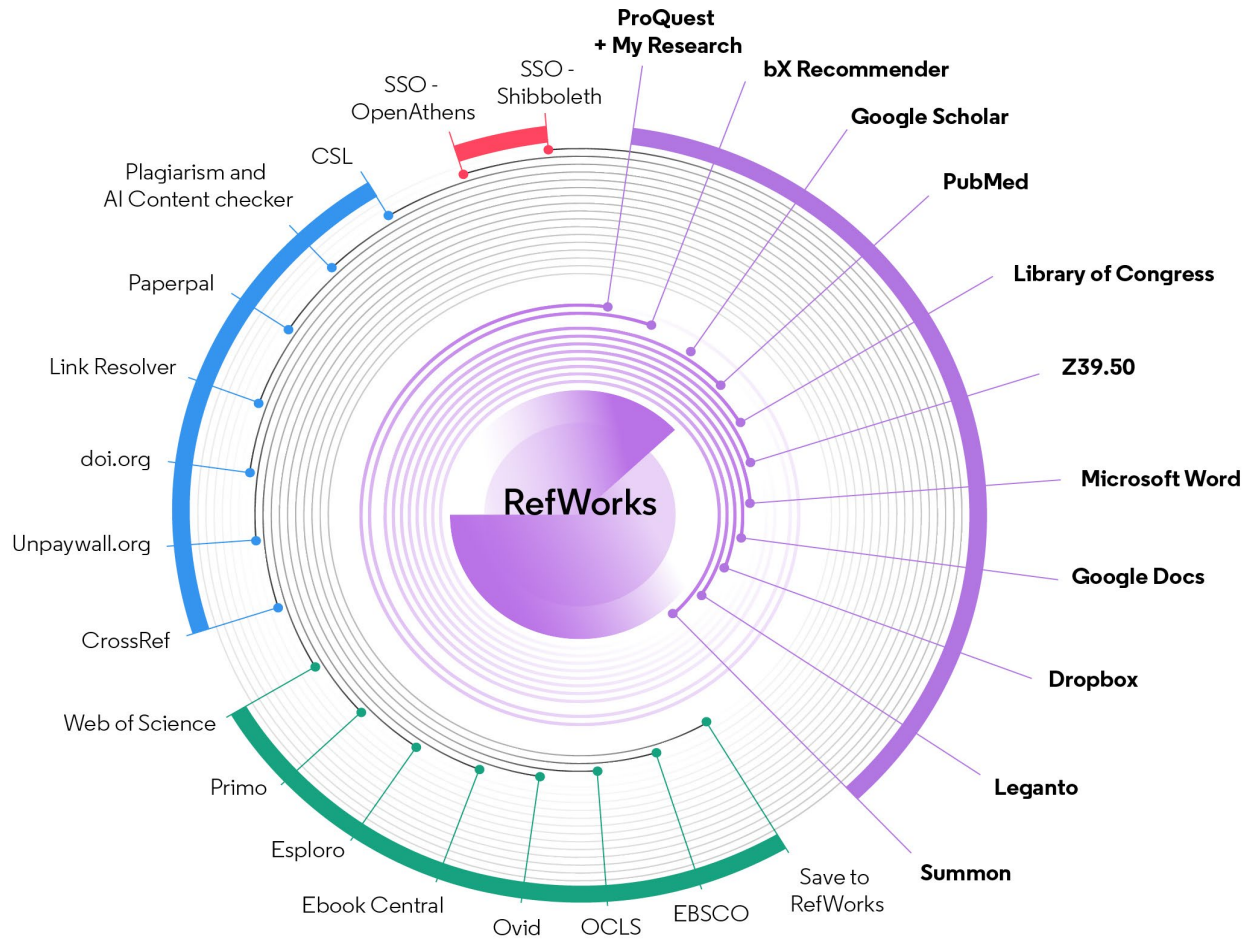 ProQuest
+ My Research
bX Recommender
Google Scholar
PubMed
Library of Congress
Z39.50
Microsoft Word
Google Docs
Dropbox
Leganto
Summon
Save to
RefWorks
EBSCO
OCLS
Ovid
Ebook Central
Esploro
Primo
Web of Science
CrossRef
Unpaywall.org
doi.org
Link Resolver
Paperpal
Plagiarism and
AI Content checker
CSL
SSO -
OpenAthens
SSO -
Shibboleth
RefWorks